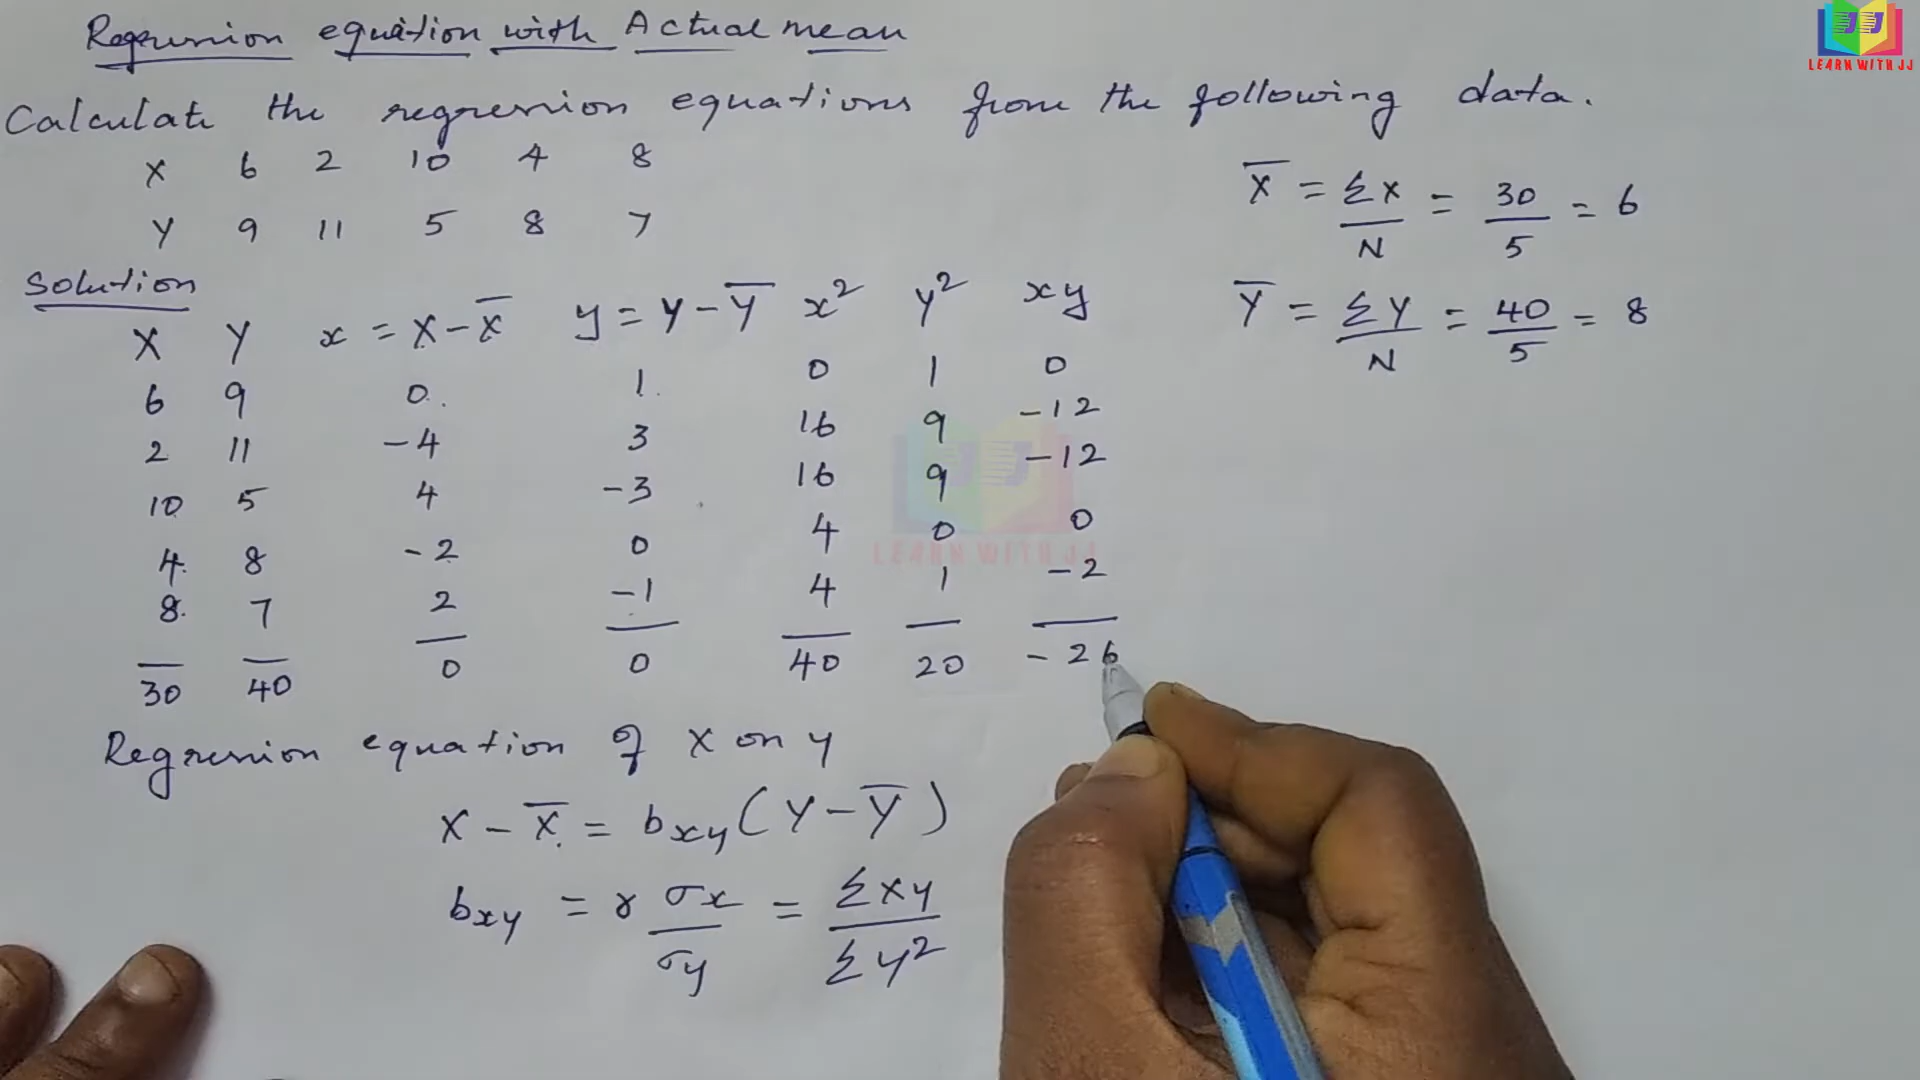 Regression equation with Actual mean
LEARN WITH JJ
Calculate the regression equations from the following data.
X 6 2 10 4 8
Y 9 11 5 8 7
X̅ = ΣX/N = 30/5 = 6
Y̅ = ΣY/N = 40/5 = 8
Solution
X Y x = X - X̅ y = Y - Y̅ x² y² xy
6 9 0 1 0 1 0
2 11 -4 3 16 9 -12
10 5 4 -3 16 9 -12
4 8 -2 0 4 0 0
8 7 2 -1 4 1 -2
30 40 0 0 40 20 -26
LEARN WITH JJ
Regression equation of X on Y
X - X̅ = bxy (Y - Y̅)
bxy = r σx/σy = Σxy/Σy²